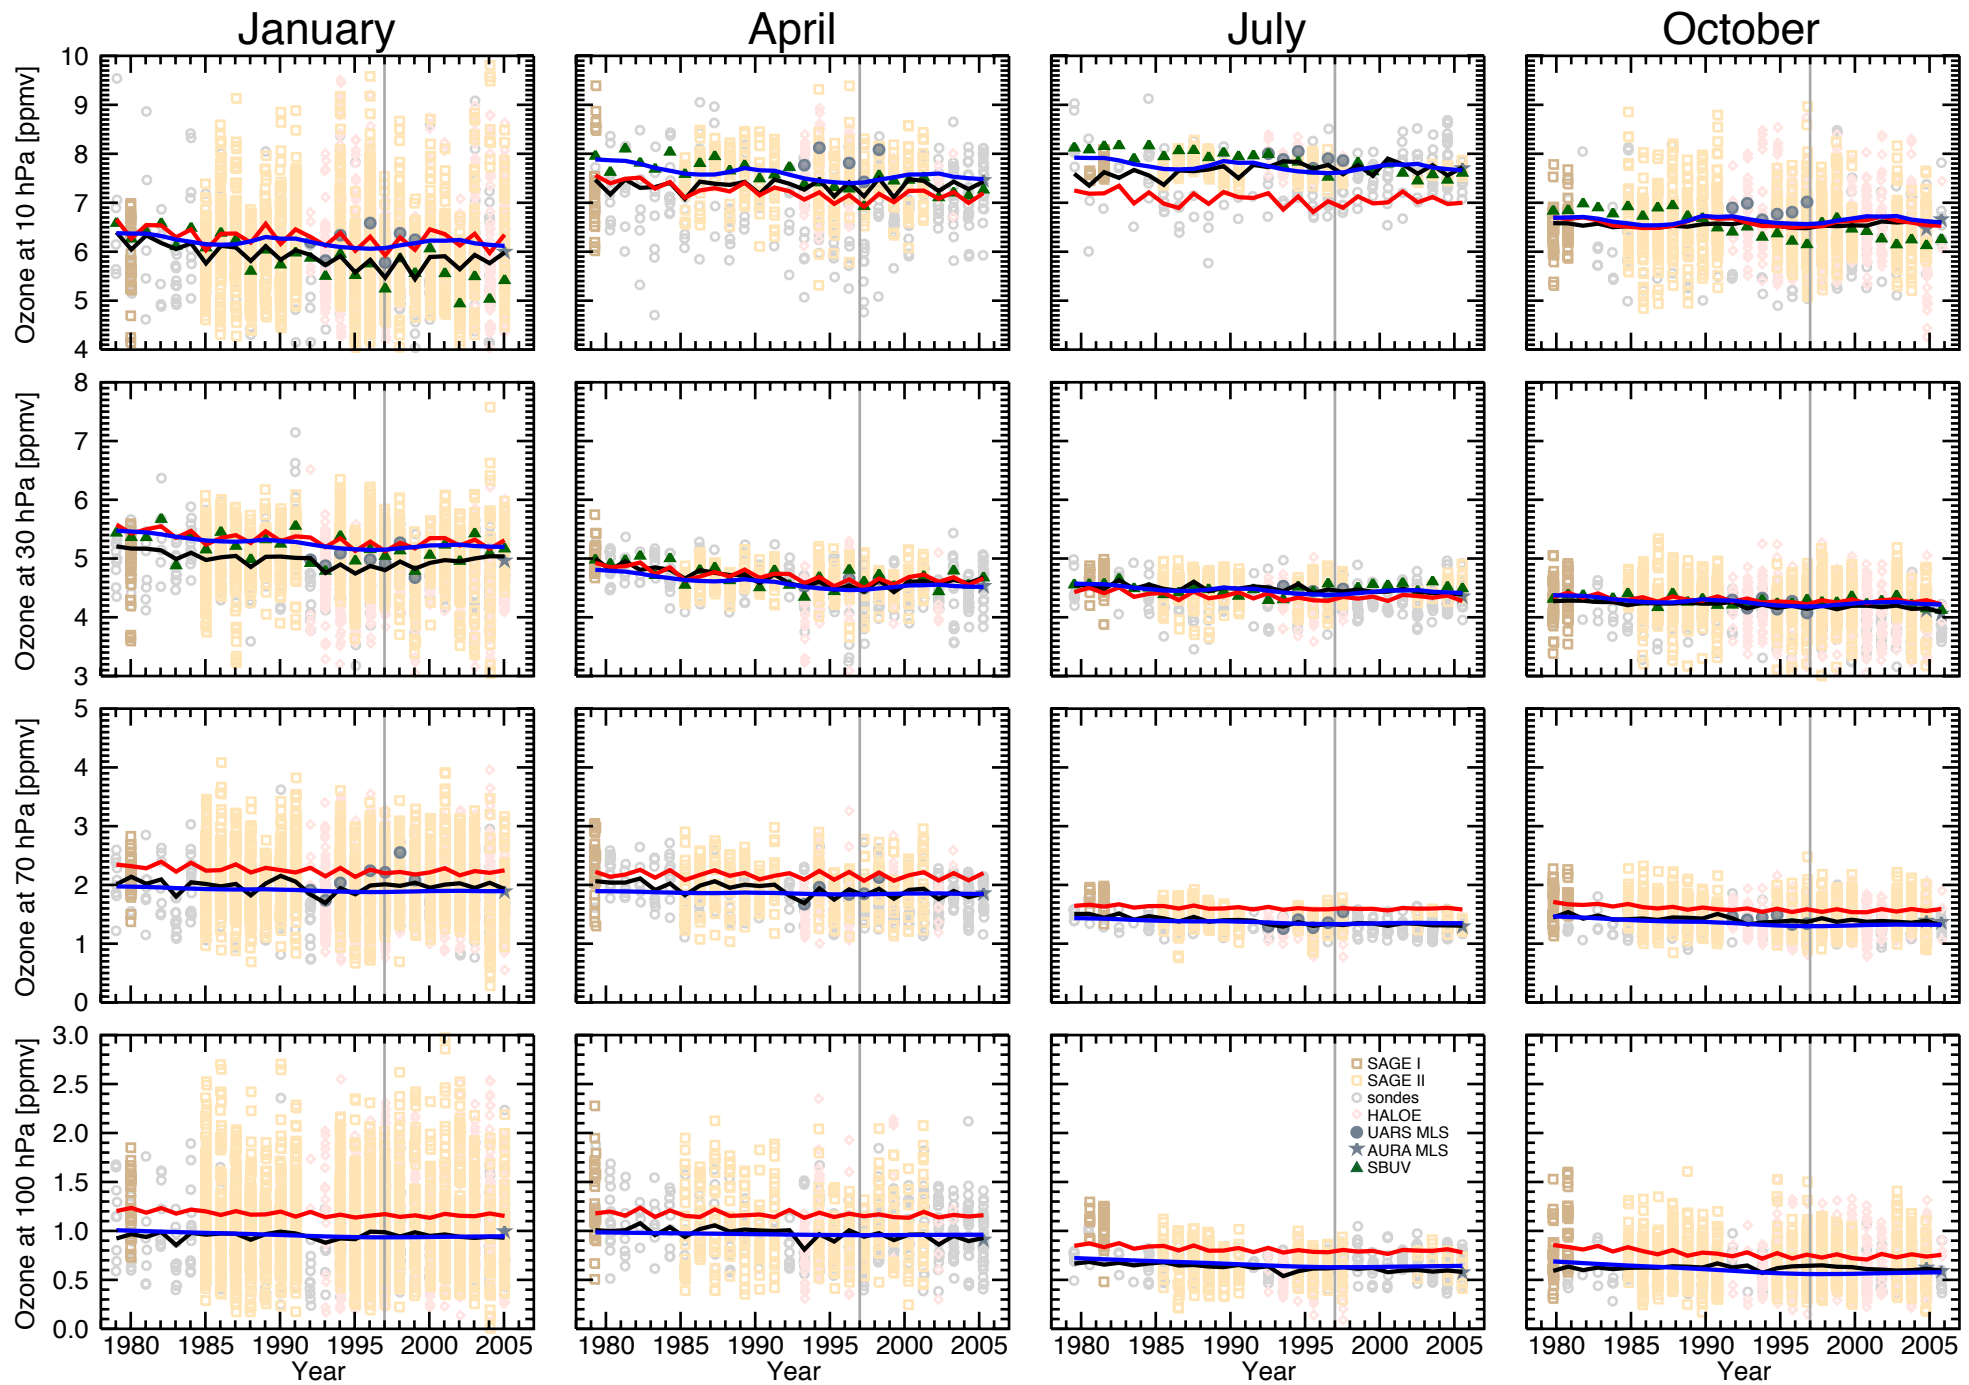 January April July October
Ozone at 10 hPa [ppmv]
10
9
8
7
6
5
4
Ozone at 30 hPa [ppmv]
8
7
6
5
4
3
Ozone at 70 hPa [ppmv]
5
4
3
2
1
0
Ozone at 100 hPa [ppmv]
3.0
2.5
2.0
1.5
1.0
0.5
0.0
SAGE I
SAGE II
sondes
HALOE
UARS MLS
AURA MLS
SBUV
1980 1985 1990 1995 2000 2005 1980 1985 1990 1995 2000 2005 1980 1985 1990 1995 2000 2005 1980 1985 1990 1995 2000 2005
Year Year Year Year